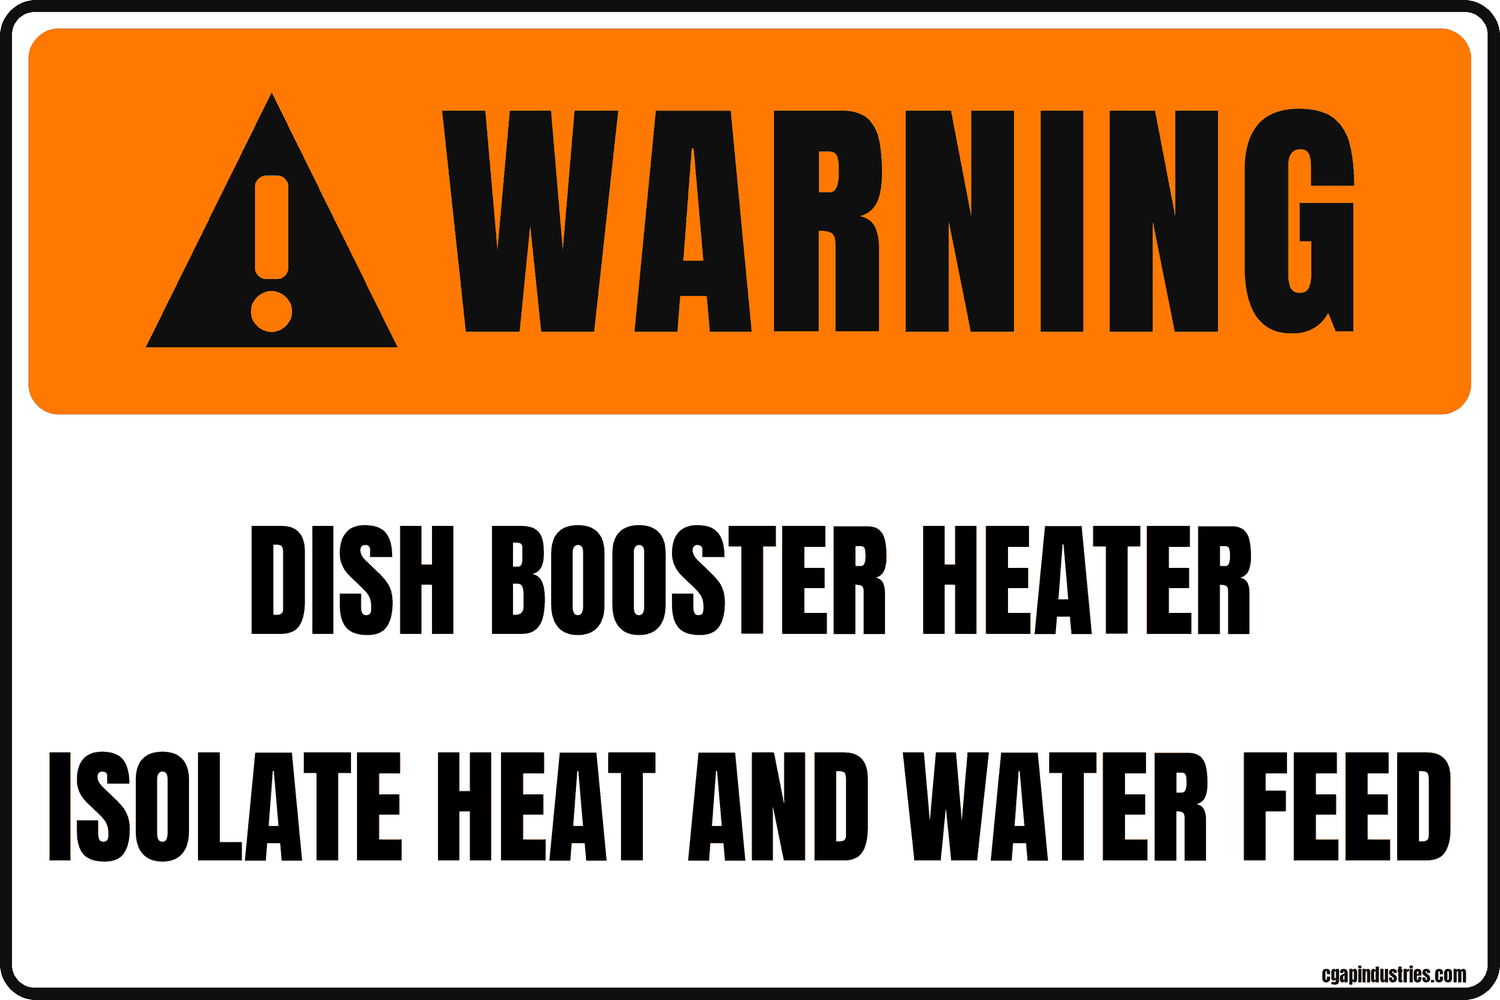 WARNING
DISH BOOSTER HEATER
ISOLATE HEAT AND WATER FEED
cgapindustries.com